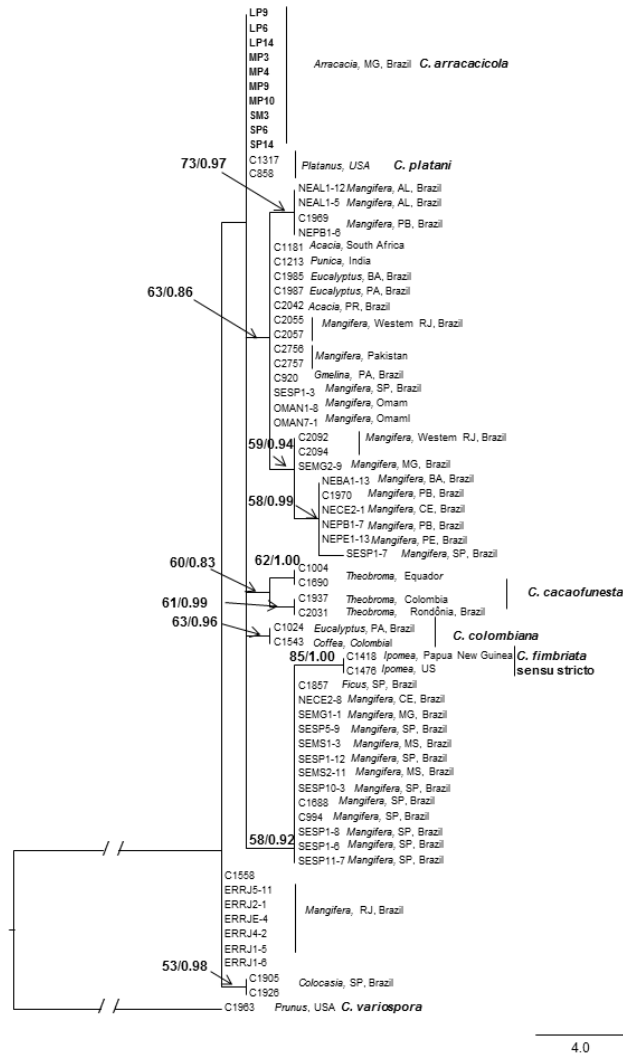 LP9
LP6
LP14
MP3
MP4
Arracacia, MG, Brazil C. arracacicola
MP9
MP10
SM3
SP6
SP14
73/0.97
C1317
Platanus, USA C. platani
C858
NEAL1-12 Mangifera, AL, Brazil
NEAL1-5 Mangifera, AL, Brazil
C1969
Mangifera, PB, Brazil
NEPB1-6
C1181 Acacia, South Africa
C1213 Punica, India
C1985 Eucalyptus, BA, Brazil
C1987 Eucalyptus, PA, Brazil
63/0.86
C2042 Acacia, PR, Brazil
C2055
Mangifera, Western RJ, Brazil
C2057
C2756
Mangifera, Pakistan
C2757
C920 Gmelina, PA, Brazil
SESP1-3 Mangifera, SP, Brazil
OMAN1-8 Mangifera, Omam
OMAN7-1 Mangifera, Omaml
59/0.94
C2092
Mangifera, Western RJ, Brazil
C2094
SEMG2-9 Mangifera, MG, Brazil
NEBA1-13 Mangifera, BA, Brazil
58/0.99
C1970 Mangifera, PB, Brazil
NECE2-1 Mangifera, CE, Brazil
NEPB1-7 Mangifera, PB, Brazil
NEPE1-13 Mangifera, PE, Brazil
SESP1-7 Mangifera, SP, Brazil
60/0.83
62/1.00
C1004
Theobroma, Equador
C1690
C. cacaofunesta
61/0.99
C1937 Theobroma, Colombia
C2031 Theobroma, Rondônia, Brazil
63/0.96
C1024 Eucalyptus, PA, Brazil
C. colombiana
C1543 Coffea, Colombial
85/1.00
C1418 Ipomea, Papua New Guinea C. fimbriata
C1476 Ipomea, US sensu stricto
C1857 Ficus, SP, Brazil
NECE2-8 Mangifera, CE, Brazil
SEMG1-1 Mangifera, MG, Brazil
SESP5-9 Mangifera, SP, Brazil
SEMS1-3 Mangifera, MS, Brazil
SESP1-12 Mangifera, SP, Brazil
SEMS2-11 Mangifera, MS, Brazil
SESP10-3 Mangifera, SP, Brazil
C1688 Mangifera, SP, Brazil
C994 Mangifera, SP, Brazil
58/0.92
SESP1-8 Mangifera, SP, Brazil
SESP1-6 Mangifera, SP, Brazil
SESP11-7 Mangifera, SP, Brazil
C1558
ERRJ5-11
ERRJ2-1
ERRJE-4
Mangifera, RJ, Brazil
ERRJ4-2
ERRJ1-5
ERRJ1-6
53/0.98
C1905
Colocasia, SP, Brazil
C1926
C1963 Prunus, USA C. variospora
4.0